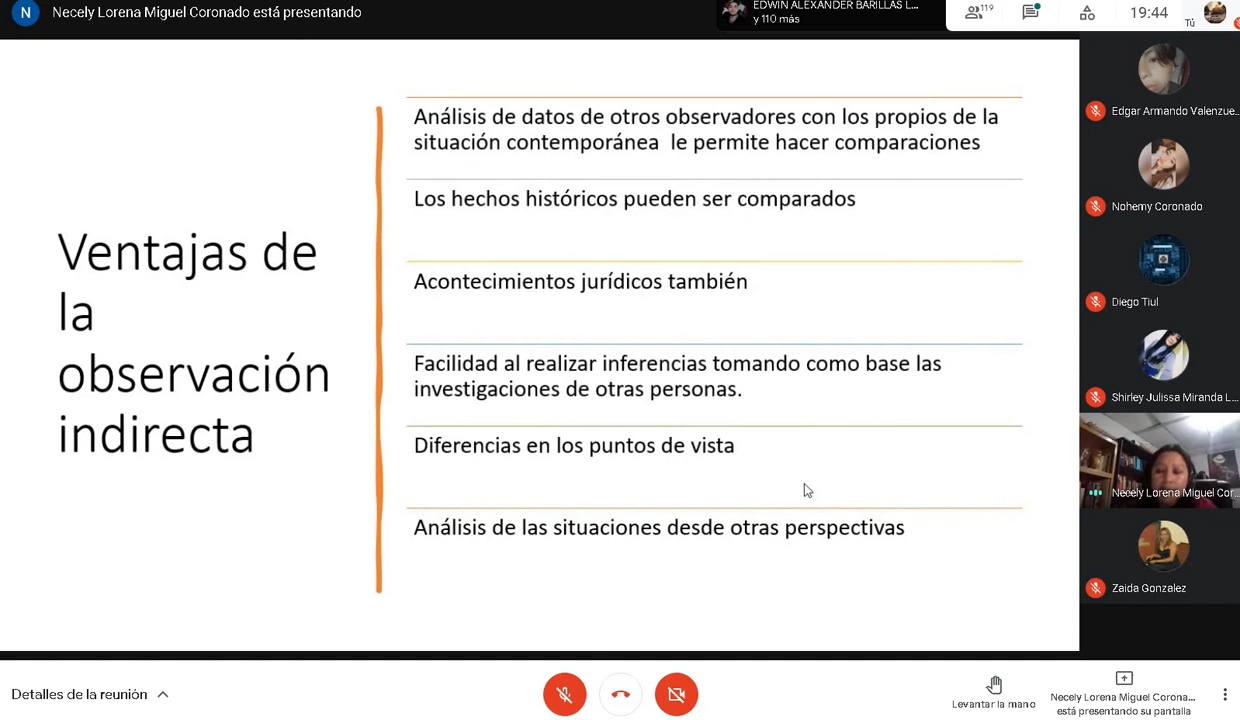 N
Necely Lorena Miguel Coronado está presentando
EDWIN ALEXANDER BARILLAS L...
y 110 más
119
19:44
Tú
Ventajas de
la
observación
indirecta
Análisis de datos de otros observadores con los propios de la
situación contemporánea le permite hacer comparaciones
Los hechos históricos pueden ser comparados
Acontecimientos jurídicos también
Facilidad al realizar inferencias tomando como base las
investigaciones de otras personas.
Diferencias en los puntos de vista
Análisis de las situaciones desde otras perspectivas
Edgar Armando Valenzue...
Nohemy Coronado
Diego Tiul
Shirley Julissa Miranda L...
Necely Lorena Miguel Cor...
Zaida Gonzalez
Detalles de la reunión
Levantar la mano
Necely Lorena Miguel Corona...
está presentando su pantalla